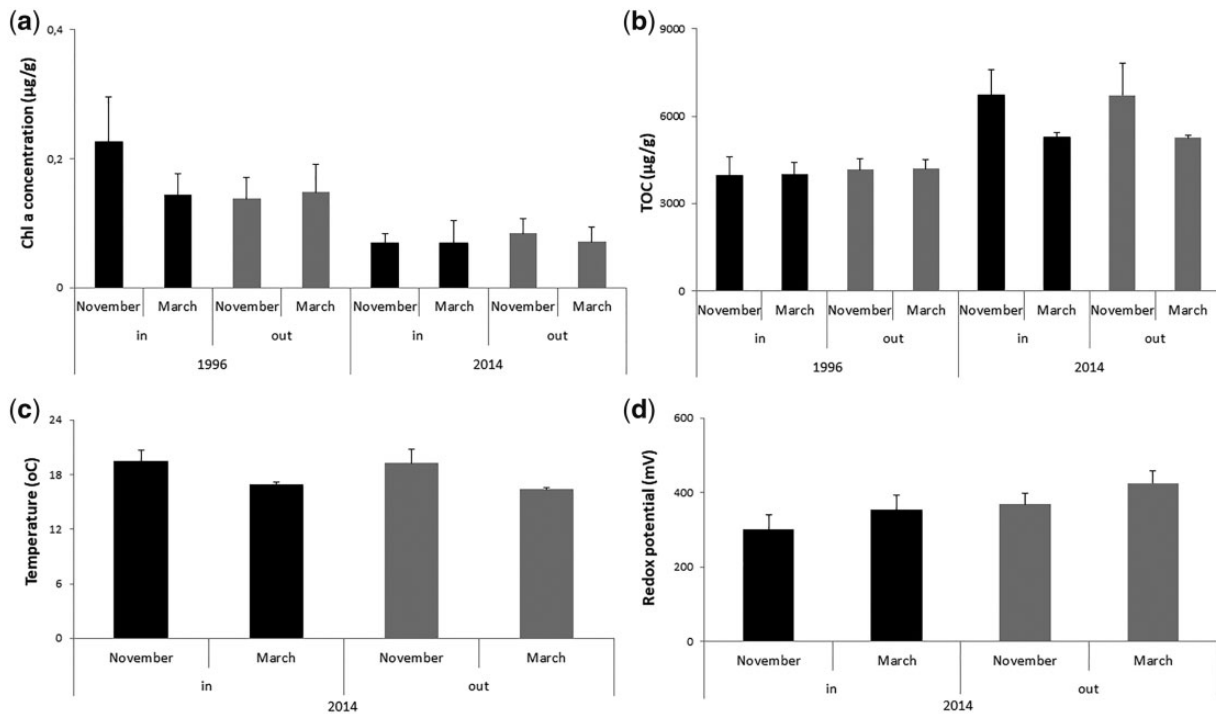 (a)
Chl a concentration (µg/g)
0,4
0,2
0
November March November March November March November March
in out in out
1996 2014
(b)
TOC (µg/g)
9000
6000
3000
0
November March November March November March November March
in out in out
1996 2014
(c)
Temperature (oC)
24
18
12
6
0
November March November March
in out
2014
(d)
Redox potential (mV)
600
400
200
0
November March November March
in out
2014